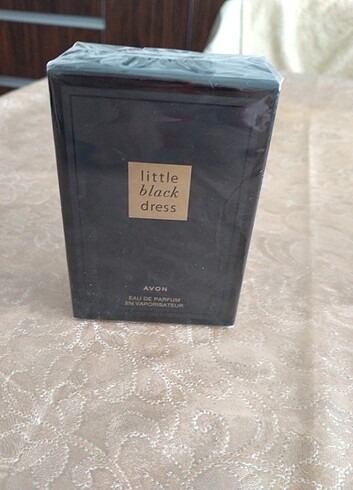 little
black
dress
AVON
EAU DE PARFUM
EN VAPORISATEUR